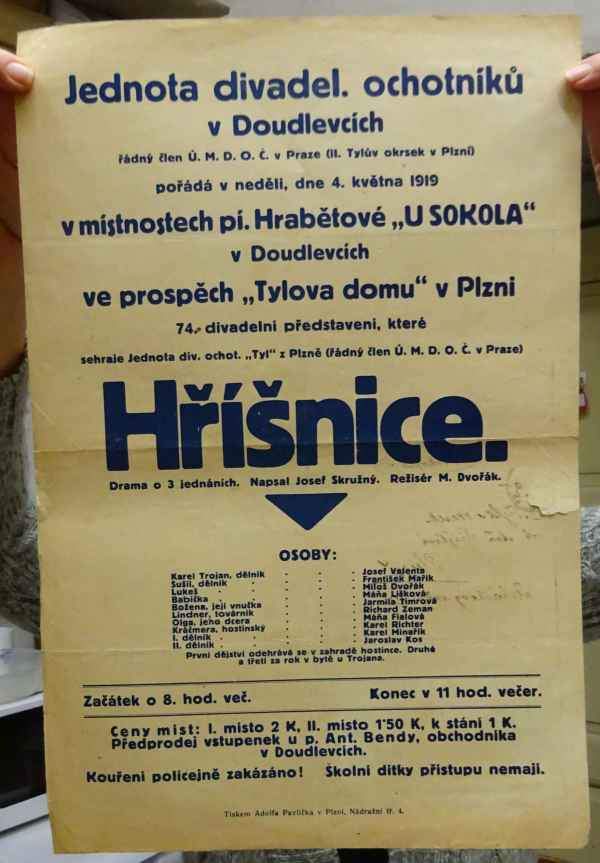 Jednota divadel. ochotníků
v Doudlevcích
řádný člen Ú. M. D. O. Č. v Praze (II. Tylův okrsek v Plzni)
pořádá v neděli, dne 4. května 1919
v místnostech pí. Hrabětové „U SOKOLA“
v Doudlevcích
ve prospěch „Tylova domu“ v Plzni
74. divadelní představení, které
sehraje Jednota div. ochot. „Tyl“ z Plzně (řádný člen Ú. M. D. O. Č. v Praze)
Hříšnice.
Drama o 3 jednáních. Napsal Josef Skružný. Režisér M. Dvořák.
OSOBY:
Karel Trojan, dělník . . . Josef Valenta
Sušil, dělník . . . František Mařík
Lukeš . . . Miloš Dvořák
Babička . . . Máňa Lišková
Božena, její vnučka . . . Jarmila Timrová
Lindner, továrník . . . Richard Zeman
Olga, jeho dcera . . . Máňa Fielová
Kráčmera, hostinský . . . Karel Richter
I. dělník . . . Karel Minařík
II. dělník . . . Jaroslav Kos
První dějství odehrává se v zahradě hostince. Druhé
a třetí za rok v bytě u Trojana.
Začátek o 8. hod. več. Konec v 11 hod. večer.
Ceny míst: I. místo 2 K, II. místo 1'50 K, k stání 1 K.
Předprodej vstupenek u p. Ant. Bendy, obchodníka
v Doudlevcích.
Kouření policejně zakázáno! Školní dítky přístupu nemají.
Tiskem Adolfa Pavlíčka v Plzni, Nádražní tř. 4.